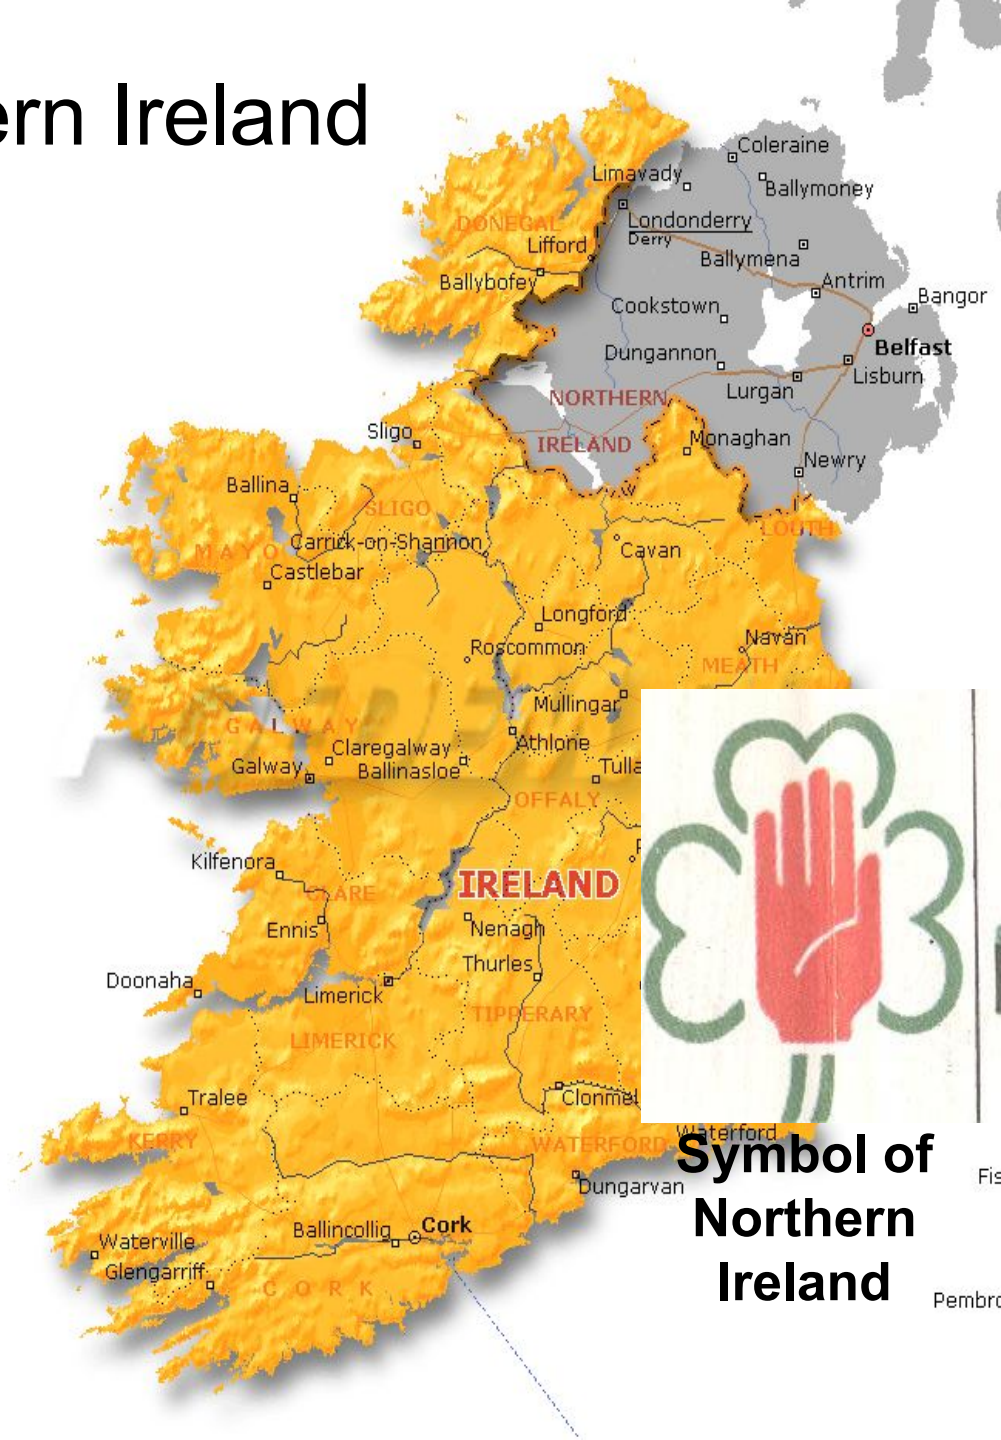 ern Ireland
Coleraine
Limavady
Ballymoney
DONEGAL
Londonderry
Derry
Lifford
Ballymena
Ballybofey
Antrim
Bangor
Cookstown
Belfast
Dungannon
Lisburn
Lurgan
NORTHERN
IRELAND
Sligo
Monaghan
Newry
Ballina
SLIGO
LOUTH
MAYO
Carrick-on-Shannon
Cavan
Castlebar
Longford
Navan
Roscommon
MEATH
Mullingar
GALWAY
Athlone
Claregalway
Galway
Ballinasloe
Tulla
OFFALY
Kilfenora
IRELAND
CLARE
Ennis
Nenagh
Thurles
Doonaha
Limerick
TIPPERARY
LIMERICK
Tralee
Clonmel
KERRY
WATERFORD
Waterford
Symbol of
Northern
Ireland
Dungarvan
Fis
Ballincollig
Cork
Waterville
Glengarriff
CORK
Pembro